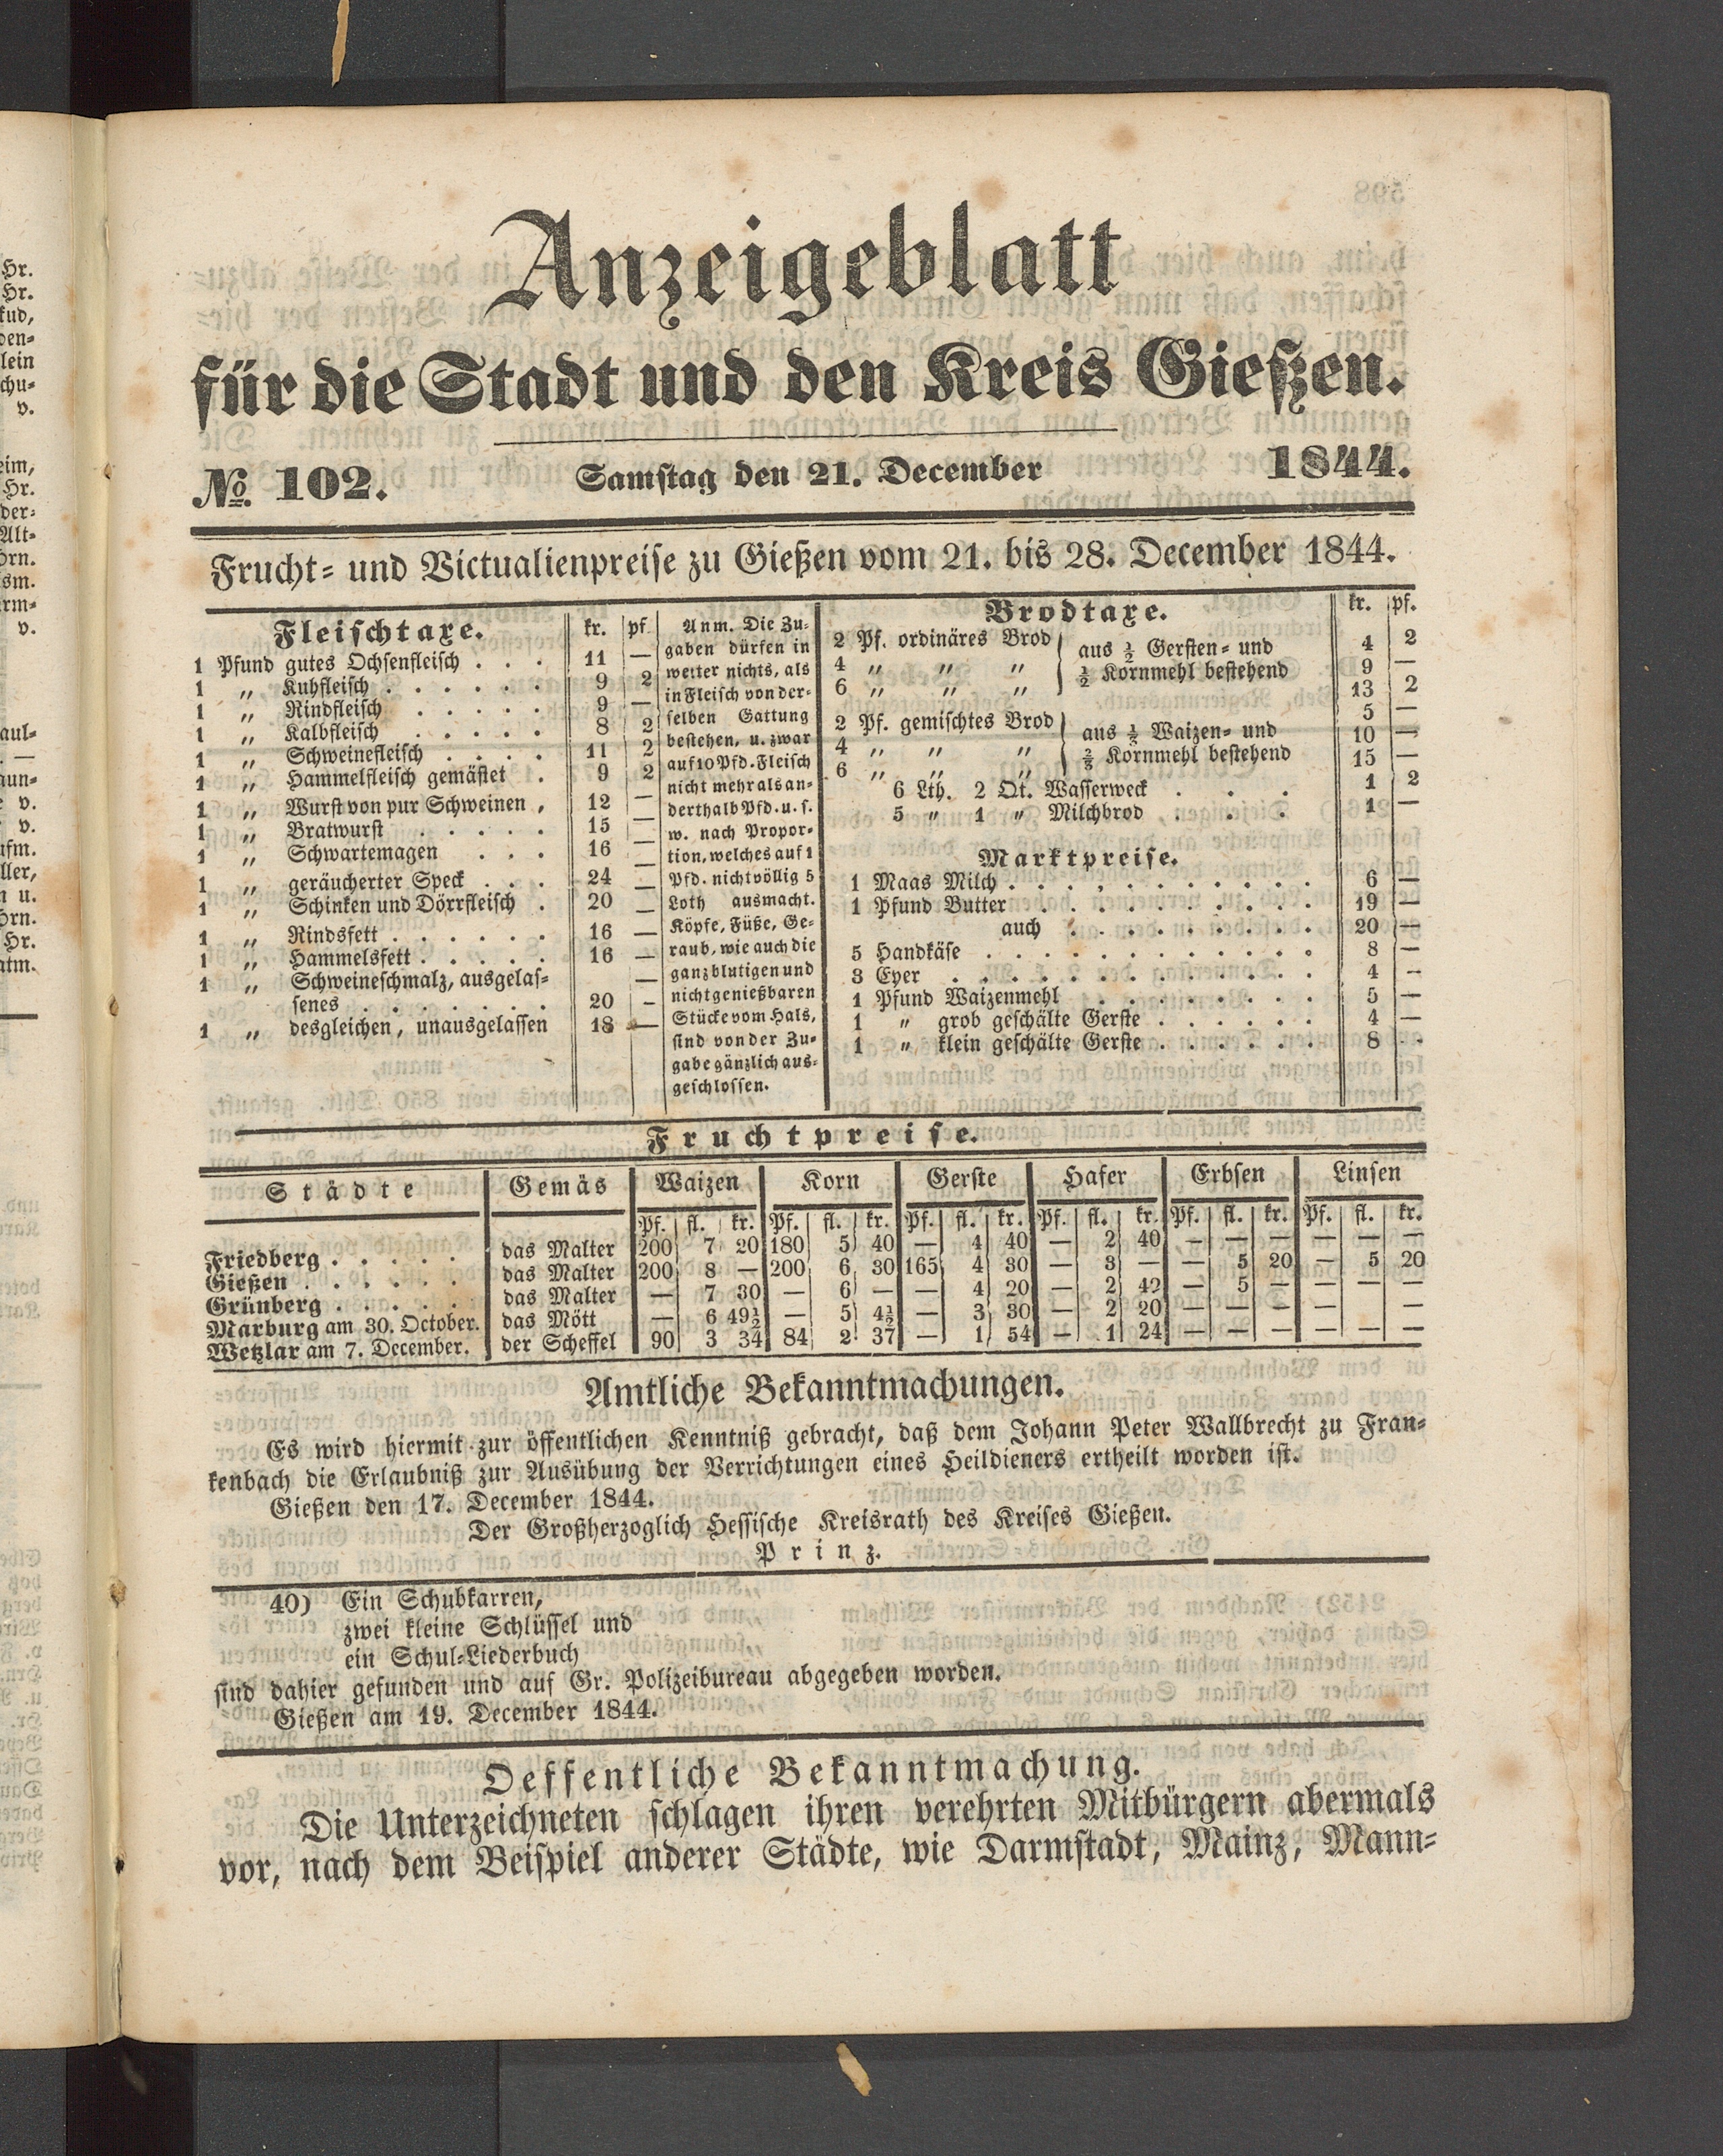 Anzeigeblatt
für die Stadt und den Kreis Gießen.
No. 102. Samstag den 21. December 1844.
Frucht- und Victualienpreise zu Gießen vom 21. bis 28. December 1844.
Fleischtaxe. kr. pf.
1 Pfund gutes Ochsenfleisch . . . 11 —
1 „ Kuhfleisch . . . . . . 9 2
1 „ Rindfleisch . . . . . 9 —
1 „ Kalbfleisch . . . . . 8 2
1 „ Schweinefleisch . . . . 11 2
1 „ Hammelfleisch gemästet . 9 2
1 „ Wurst von pur Schweinen , 12 —
1 „ Bratwurst . . . . . 15 —
1 „ Schwartemagen . . . 16 —
1 „ geräucherter Speck . . . 24 —
1 „ Schinken und Dörrfleisch . 20 —
1 „ Rindsfett . . . . . . 16 —
1 „ Hammelsfett . . . . . 16 —
1 „ Schweineschmalz, ausgelas-
senes . . . . . . . 20 -
1 „ desgleichen, unausgelassen 18 —
Anm. Die Zu-
gaben dürfen in
weiter nichts, als
in Fleisch von der-
selben Gattung
bestehen, u. zwar
auf 10 Pfd. Fleisch
nicht mehr als an-
derthalb Pfd. u. s.
w. nach Propor-
tion, welches auf 1
Pfd. nicht völlig 5
Loth ausmacht.
Köpfe, Füße, Ge-
raub, wie auch die
ganz blutigen und
nicht genießbaren
Stücke vom Hals,
sind von der Zu-
gabe gänzlich aus-
geschlossen.
Brodtaxe. kr. pf.
2 Pf. ordinäres Brod aus ½ Gersten- und 4 2
4 „ „ „ ½ Kornmehl bestehend 9 —
6 „ „ „ 13 2
2 Pf. gemischtes Brod aus ⅓ Waizen- und 5 —
4 „ „ „ ⅔ Kornmehl bestehend 10 —
6 „ „ „ 15 —
6 Lth. 2 Qt. Wasserweck . . . 1 2
5 „ 1 „ Milchbrod . . . 1 —
Marktpreise.
1 Maas Milch . . . . . . . . . . 6 —
1 Pfund Butter . . . . . . . . . 19 —
auch . . . . . . . . 20 —
5 Handkäse . . . . . . . . . . . 8 —
3 Eyer . . . . . . . . . . . . 4 —
1 Pfund Waizenmehl . . . . . . . 5 —
1 „ grob geschälte Gerste . . . . . . 4 —
1 „ klein geschälte Gerste . . . . . . 8 —
Fruchtpreise.
Städte Gemäs Waizen Korn Gerste Hafer Erbsen Linsen
Pf. fl. kr. Pf. fl. kr. Pf. fl. kr. Pf. fl. kr. Pf. fl. kr. Pf. fl. kr.
Friedberg . . . . . das Malter 200 7 20 180 5 40 — 4 40 — 2 40 — — — — — —
Gießen . . . . . . das Malter 200 8 — 200 6 30 165 4 30 — 3 — — 5 20 — 5 20
Grünberg . . . . . das Malter — 7 30 — 6 — — 4 20 — 2 42 — 5 — — — —
Marburg am 30. October. das Mött — 6 49½ — 5 4½ — 3 30 — 2 20 — — — — —
Wetzlar am 7. December. der Scheffel 90 3 34 84 2 37 — 1 54 — 1 24 — — — — — —
Amtliche Bekanntmachungen.
Es wird hiermit zur öffentlichen Kenntniß gebracht, daß dem Johann Peter Wallbrecht zu Fran-
kenbach die Erlaubniß zur Ausübung der Verrichtungen eines Heildieners ertheilt worden ist.
Gießen den 17. December 1844.
Der Großherzoglich Hessische Kreisrath des Kreises Gießen.
Prinz.
40) Ein Schubkarren,
zwei kleine Schlüssel und
ein Schul-Liederbuch
sind dahier gefunden und auf Gr. Polizeibureau abgegeben worden.
Gießen am 19. December 1844.
Oeffentliche Bekanntmachung.
Die Unterzeichneten schlagen ihren verehrten Mitbürgern abermals
vor, nach dem Beispiel anderer Städte, wie Darmstadt, Mainz, Mann-